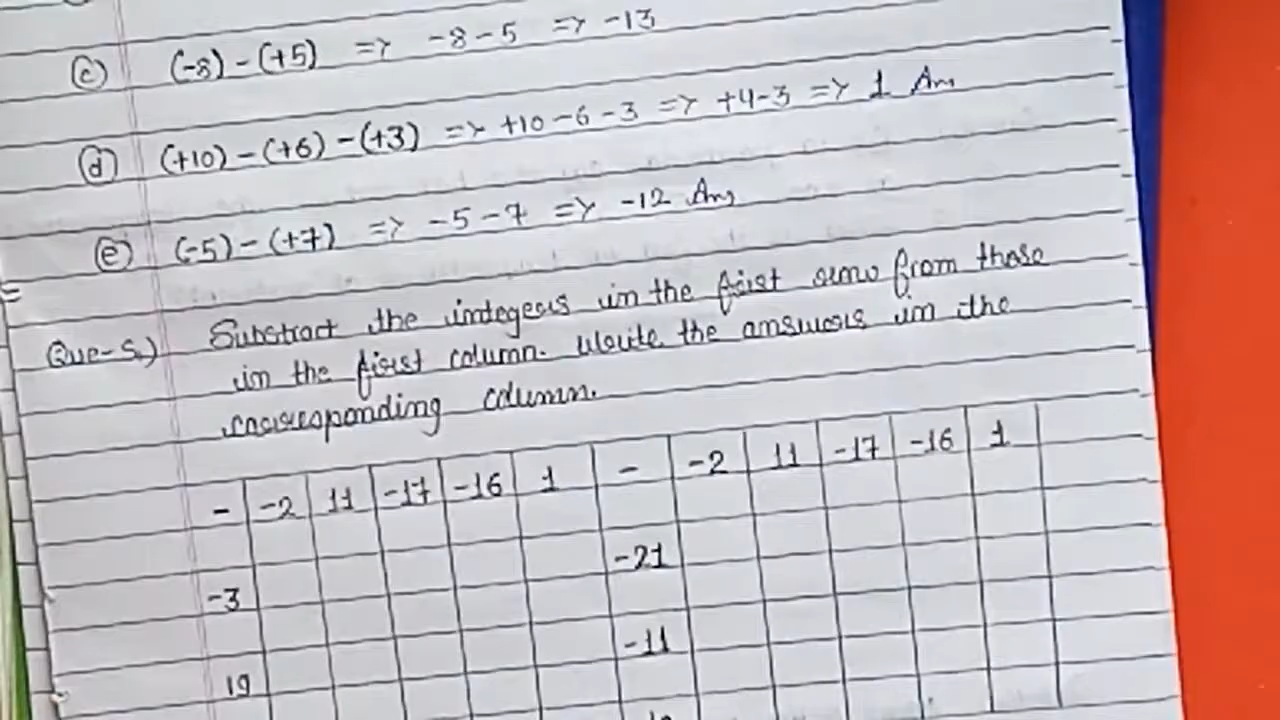 (c) (-8) - (+5) => -8 - 5 => -13
(d) (+10) - (+6) - (+3) => +10 - 6 - 3 => +4 - 3 => 1 Ans
(e) (-5) - (+7) => -5 - 7 => -12 Ans
Que-5.) Substract the integers in the first row from those
in the first column. Write the answers in the
corresponding column.
- -2 11 -17 -16 1 - -2 11 -17 -16 1
-21
-3
-11
19